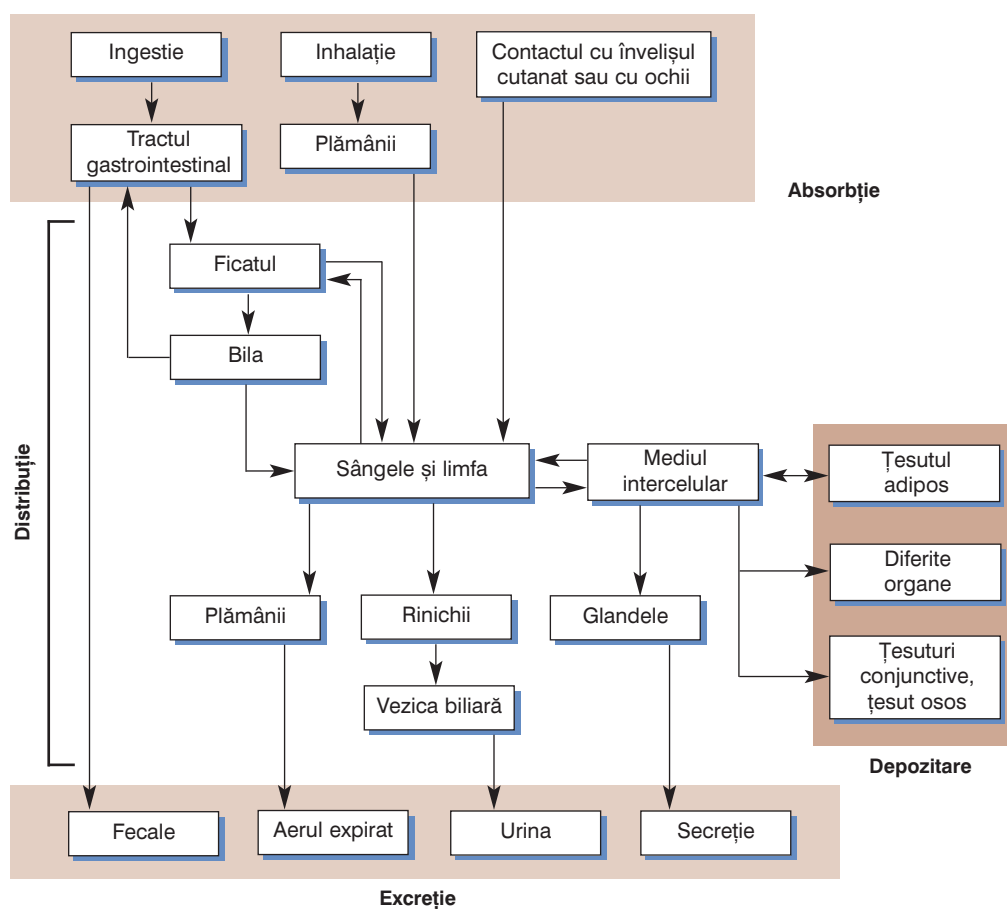 Ingestie
Inhalație
Contactul cu învelișul
cutanat sau cu ochii
Tractul
gastrointestinal
Plămânii
Absorbție
Ficatul
Bila
Distribuție
Sângele și limfa
Mediul
intercelular
Țesutul
adipos
Diferite
organe
Plămânii
Rinichii
Glandele
Țesuturi
conjunctive,
țesut osos
Vezica biliară
Depozitare
Fecale
Aerul expirat
Urina
Secreție
Excreție